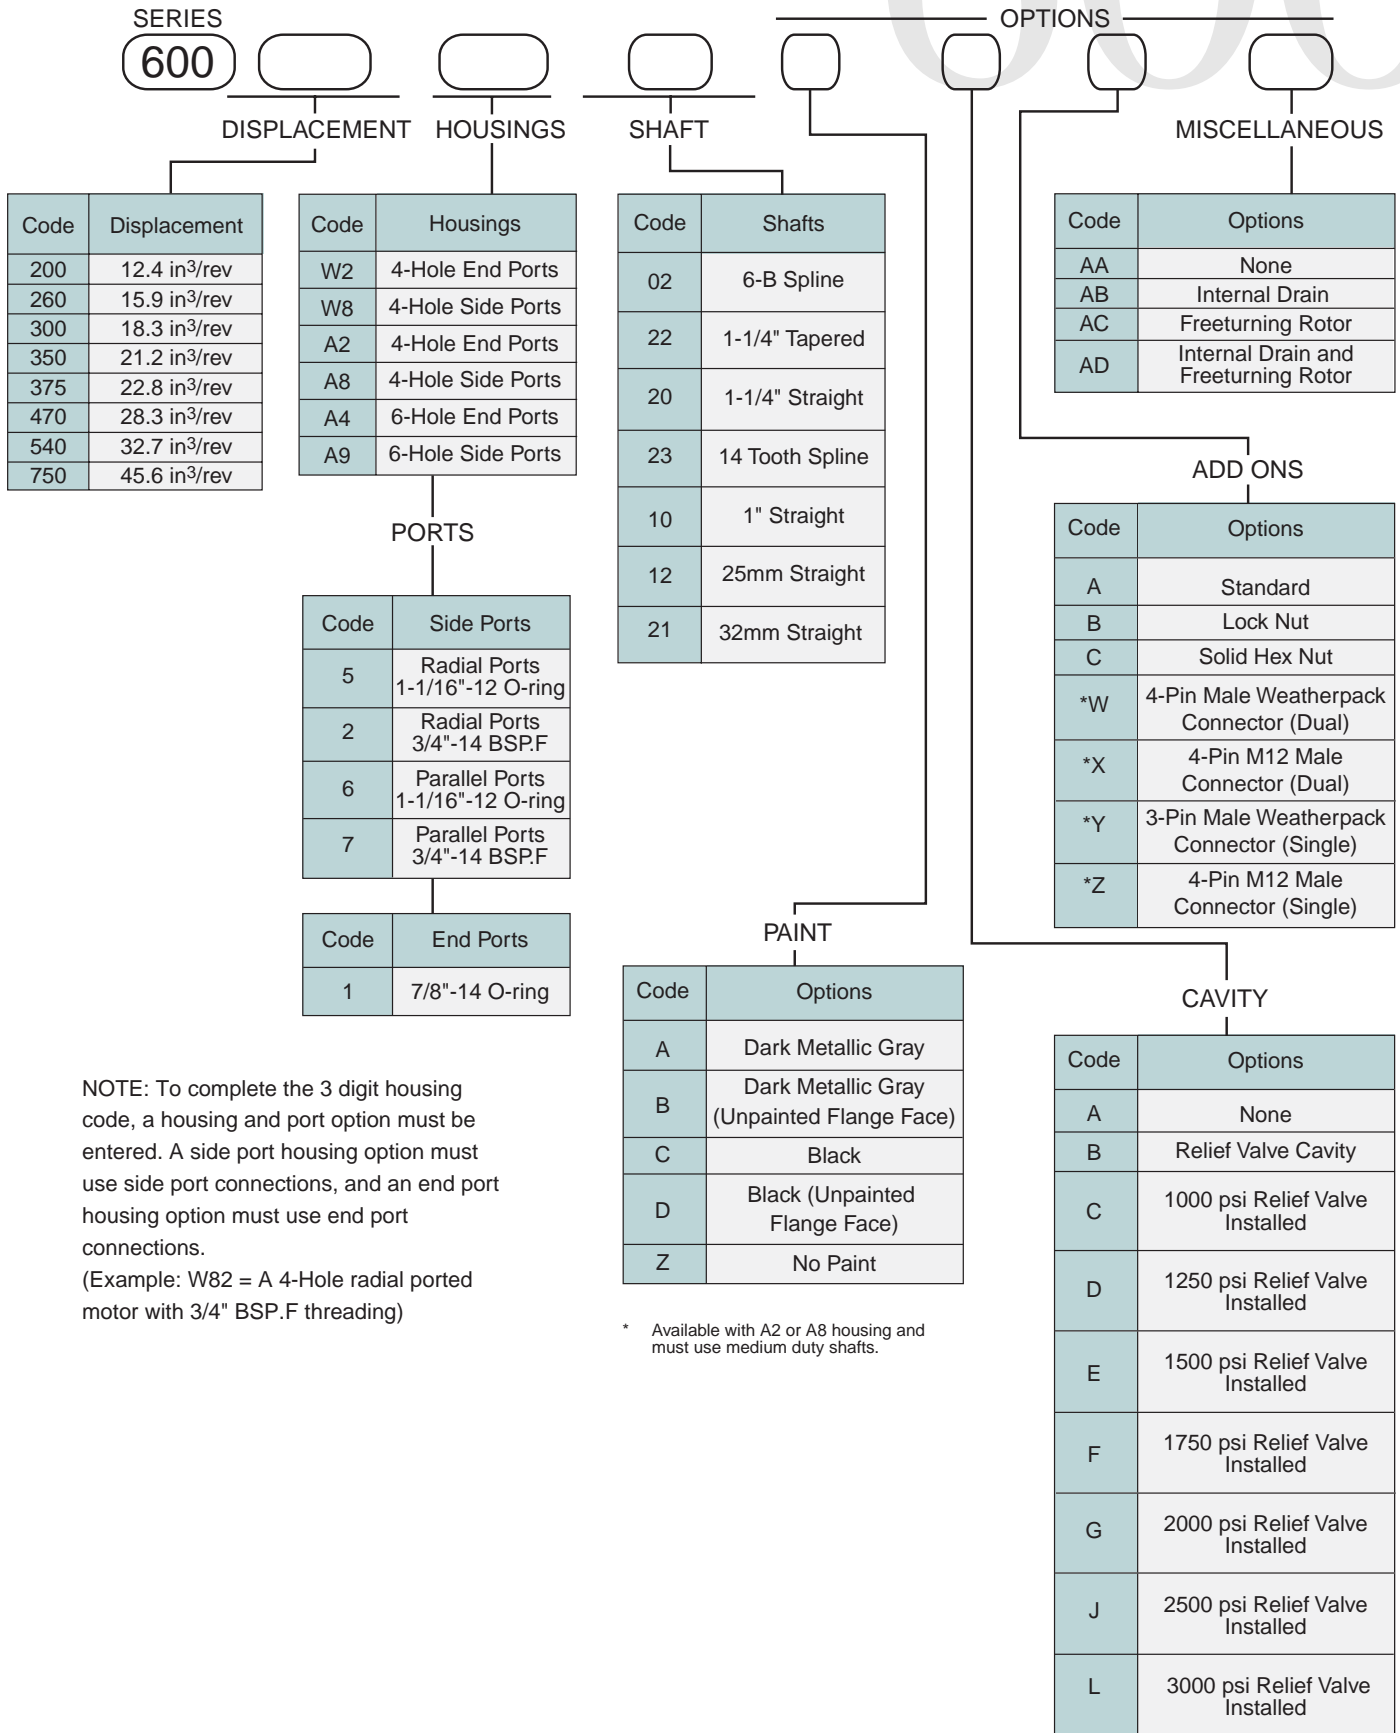 SERIES
OPTIONS
600
DISPLACEMENT
HOUSINGS
SHAFT
MISCELLANEOUS
Code Displacement
200 12.4 in3/rev
260 15.9 in3/rev
300 18.3 in3/rev
350 21.2 in3/rev
375 22.8 in3/rev
470 28.3 in3/rev
540 32.7 in3/rev
750 45.6 in3/rev
Code Housings
W2 4-Hole End Ports
W8 4-Hole Side Ports
A2 4-Hole End Ports
A8 4-Hole Side Ports
A4 6-Hole End Ports
A9 6-Hole Side Ports
PORTS
Code Side Ports
5 Radial Ports
1-1/16"-12 O-ring
2 Radial Ports
3/4"-14 BSP.F
6 Parallel Ports
1-1/16"-12 O-ring
7 Parallel Ports
3/4"-14 BSP.F
Code End Ports
1 7/8"-14 O-ring
NOTE: To complete the 3 digit housing
code, a housing and port option must be
entered. A side port housing option must
use side port connections, and an end port
housing option must use end port
connections.
(Example: W82 = A 4-Hole radial ported
motor with 3/4" BSP.F threading)
Code Shafts
02 6-B Spline
22 1-1/4" Tapered
20 1-1/4" Straight
23 14 Tooth Spline
10 1" Straight
12 25mm Straight
21 32mm Straight
PAINT
Code Options
A Dark Metallic Gray
B Dark Metallic Gray
(Unpainted Flange Face)
C Black
D Black (Unpainted
Flange Face)
Z No Paint
* Available with A2 or A8 housing and
must use medium duty shafts.
Code Options
AA None
AB Internal Drain
AC Freeturning Rotor
AD Internal Drain and
Freeturning Rotor
ADD ONS
Code Options
A Standard
B Lock Nut
C Solid Hex Nut
*W 4-Pin Male Weatherpack
Connector (Dual)
*X 4-Pin M12 Male
Connector (Dual)
*Y 3-Pin Male Weatherpack
Connector (Single)
*Z 4-Pin M12 Male
Connector (Single)
CAVITY
Code Options
A None
B Relief Valve Cavity
C 1000 psi Relief Valve
Installed
D 1250 psi Relief Valve
Installed
E 1500 psi Relief Valve
Installed
F 1750 psi Relief Valve
Installed
G 2000 psi Relief Valve
Installed
J 2500 psi Relief Valve
Installed
L 3000 psi Relief Valve
Installed